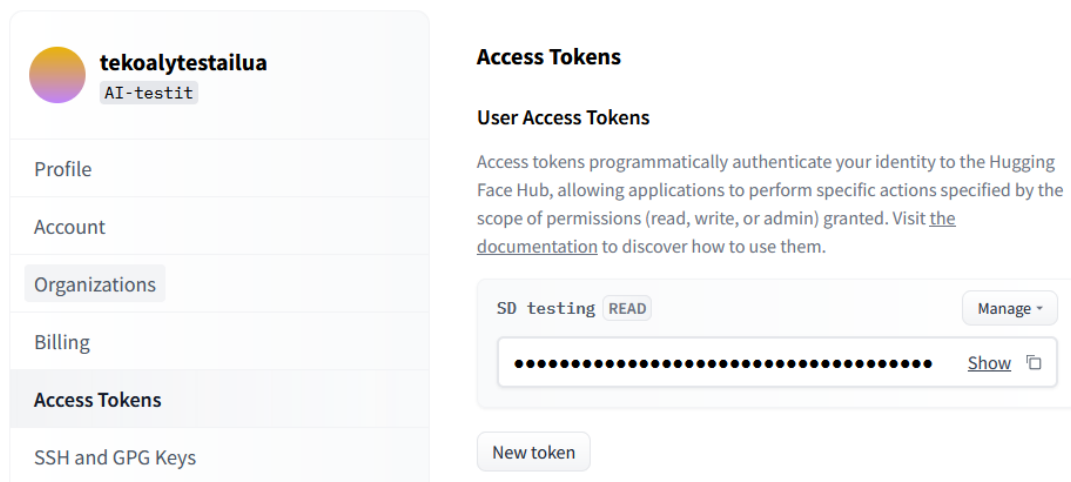 tekoalytestailua
AI-testit
Profile
Account
Organizations
Billing
Access Tokens
SSH and GPG Keys
Access Tokens
User Access Tokens
Access tokens programmatically authenticate your identity to the Hugging
Face Hub, allowing applications to perform specific actions specified by the
scope of permissions (read, write, or admin) granted. Visit the
documentation to discover how to use them.
SD testing READ
Manage
•••••••••••••••••••••••••••••••••••••
Show
New token